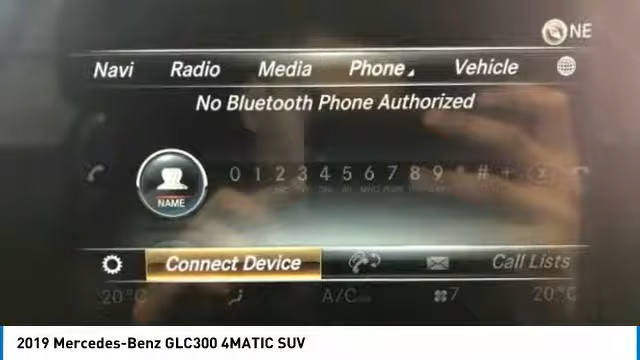 NE
Navi Radio Media Phone Vehicle
No Bluetooth Phone Authorized
0 1 2 3 4 5 6 7 8 9 * # +
NAME
Connect Device Call Lists
20°C A/C 7 20°C
2019 Mercedes-Benz GLC300 4MATIC SUV